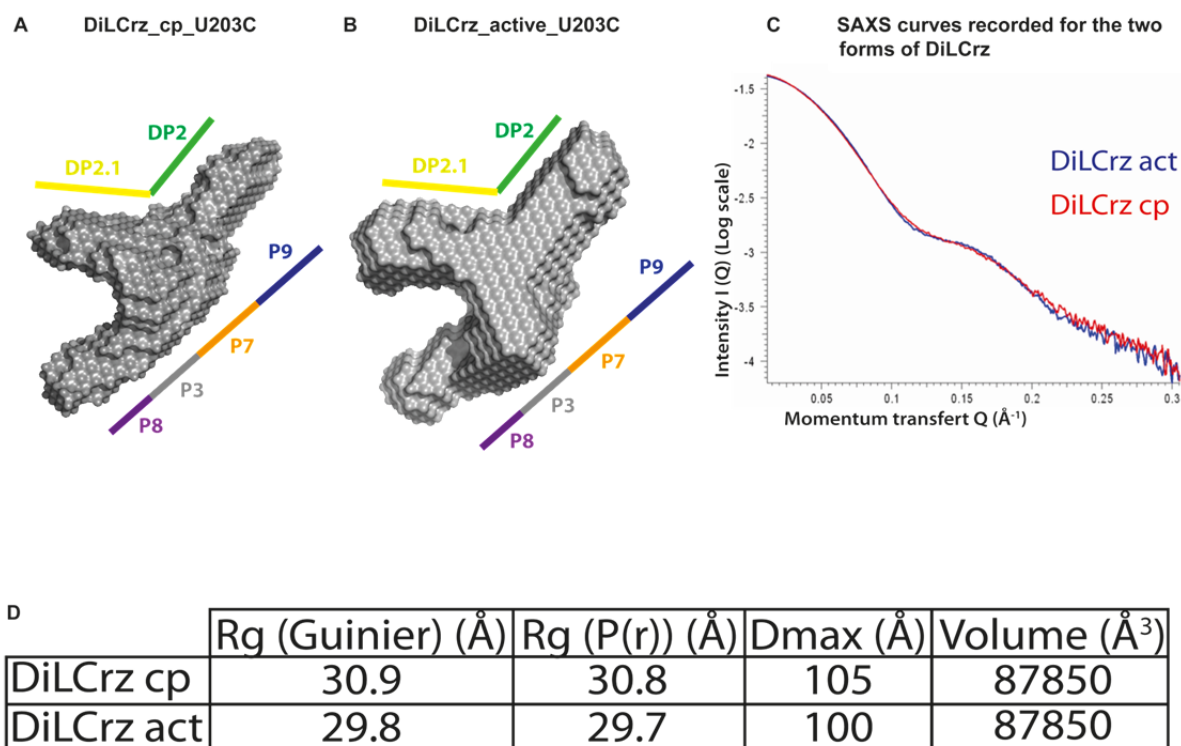 A DiLCrz_cp_U203C
DP2
DP2.1
P9
P7
P3
P8
B DiLCrz_active_U203C
DP2
DP2.1
P9
P7
P3
P8
C SAXS curves recorded for the two
forms of DiLCrz
Intensity I (Q) (Log scale)
-1.5
-2
-2.5
-3
-3.5
-4
DiLCrz act
DiLCrz cp
0.05 0.1 0.15 0.2 0.25 0.3
Momentum transfert Q (Å⁻¹)
D
Rg (Guinier) (Å) Rg (P(r)) (Å) Dmax (Å) Volume (Å³)
DiLCrz cp 30.9 30.8 105 87850
DiLCrz act 29.8 29.7 100 87850